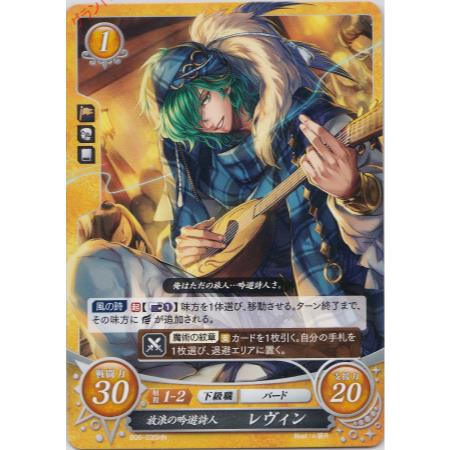 1
俺はただの旅人…吟遊詩人さ。
風の詩 起【1】味方を1体選び、移動させる。ターン終了まで、
その味方に が追加される。
魔術の紋章 攻 カードを1枚引く。自分の手札を
1枚選び、退避エリアに置く。
戦闘力
30
射程 1-2 下級職 バード
支援力
20
放浪の吟遊詩人 レヴィン